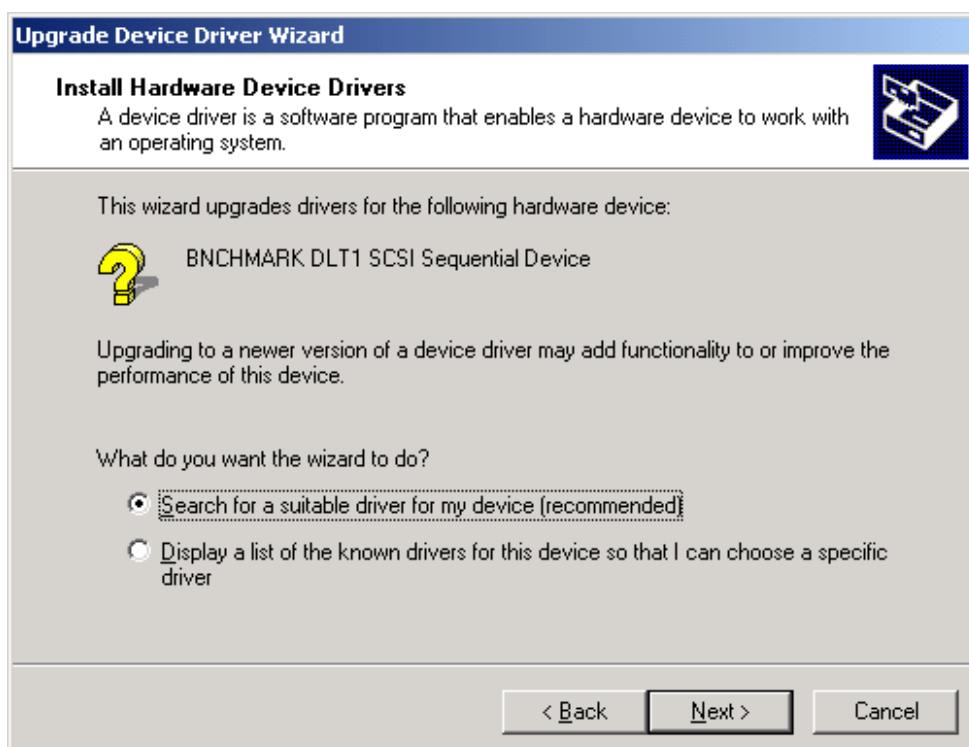 Upgrade Device Driver Wizard
Install Hardware Device Drivers
A device driver is a software program that enables a hardware device to work with
an operating system.
This wizard upgrades drivers for the following hardware device:
BNCHMARK DLT1 SCSI Sequential Device
Upgrading to a newer version of a device driver may add functionality to or improve the
performance of this device.
What do you want the wizard to do?
Search for a suitable driver for my device (recommended)
Display a list of the known drivers for this device so that I can choose a specific
driver
< Back
Next >
Cancel